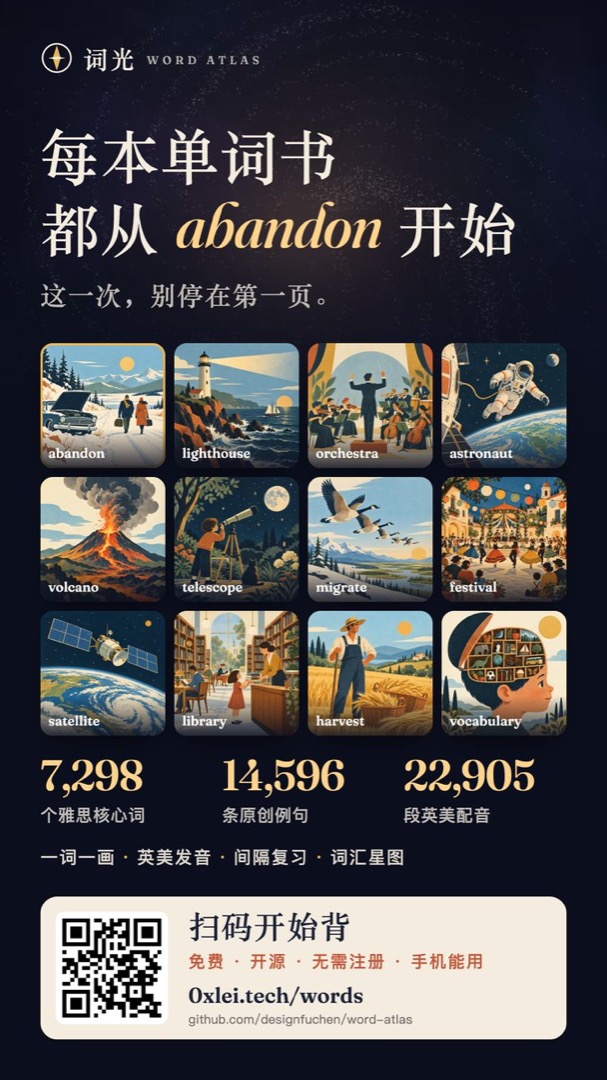 词光 WORD ATLAS
每本单词书
都从 abandon 开始
这一次，别停在第一页。
abandon
lighthouse
orchestra
astronaut
volcano
telescope
migrate
festival
satellite
library
harvest
vocabulary
7,298
个雅思核心词
14,596
条原创例句
22,905
段英美配音
一词一画 · 英美发音 · 间隔复习 · 词汇星图
扫码开始背
免费 · 开源 · 无需注册 · 手机能用
0xlei.tech/words
github.com/designfuchen/word-atlas